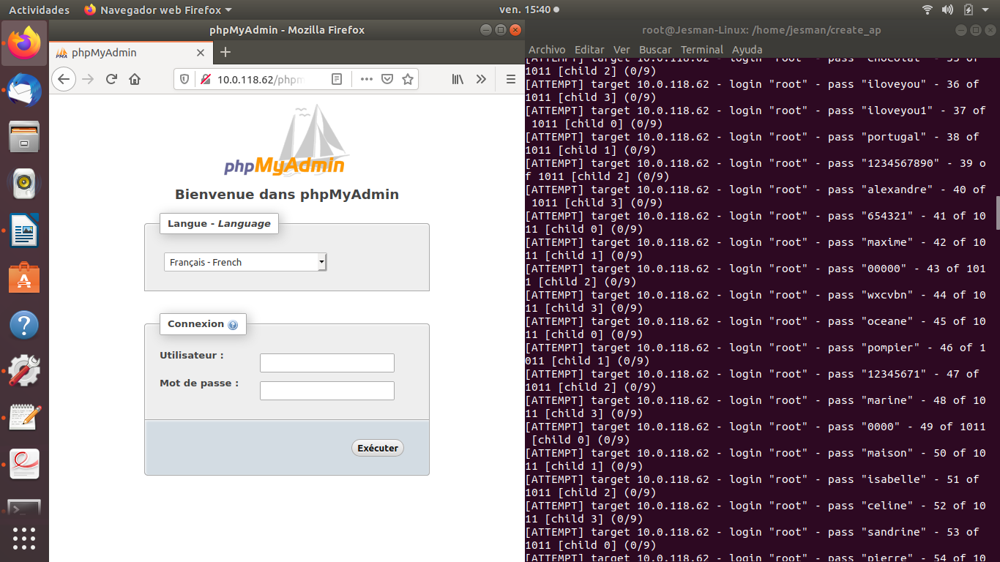 Actividades
Navegador web Firefox
ven. 15:40
phpMyAdmin - Mozilla Firefox
phpMyAdmin
10.0.118.62/phpm
phpMyAdmin
Bienvenue dans phpMyAdmin
Langue - Language
Français - French
Connexion
Utilisateur :
Mot de passe :
Exécuter
root@Jesman-Linux: /home/jesman/create_ap
Archivo Editar Ver Buscar Terminal Ayuda
[ATTEMPT] target 10.0.118.62 - login "root" - pass "chocolat" - 35 of
1011 [child 2] (0/9)
[ATTEMPT] target 10.0.118.62 - login "root" - pass "iloveyou" - 36 of
1011 [child 3] (0/9)
[ATTEMPT] target 10.0.118.62 - login "root" - pass "iloveyou1" - 37 of
1011 [child 0] (0/9)
[ATTEMPT] target 10.0.118.62 - login "root" - pass "portugal" - 38 of
1011 [child 1] (0/9)
[ATTEMPT] target 10.0.118.62 - login "root" - pass "1234567890" - 39 o
f 1011 [child 2] (0/9)
[ATTEMPT] target 10.0.118.62 - login "root" - pass "alexandre" - 40 of
1011 [child 3] (0/9)
[ATTEMPT] target 10.0.118.62 - login "root" - pass "654321" - 41 of 10
11 [child 0] (0/9)
[ATTEMPT] target 10.0.118.62 - login "root" - pass "maxime" - 42 of 10
11 [child 1] (0/9)
[ATTEMPT] target 10.0.118.62 - login "root" - pass "00000" - 43 of 101
1 [child 2] (0/9)
[ATTEMPT] target 10.0.118.62 - login "root" - pass "wxcvbn" - 44 of 10
11 [child 3] (0/9)
[ATTEMPT] target 10.0.118.62 - login "root" - pass "oceane" - 45 of 10
11 [child 0] (0/9)
[ATTEMPT] target 10.0.118.62 - login "root" - pass "pompier" - 46 of 1
011 [child 1] (0/9)
[ATTEMPT] target 10.0.118.62 - login "root" - pass "12345671" - 47 of
1011 [child 2] (0/9)
[ATTEMPT] target 10.0.118.62 - login "root" - pass "marine" - 48 of 10
11 [child 3] (0/9)
[ATTEMPT] target 10.0.118.62 - login "root" - pass "0000" - 49 of 1011
[child 0] (0/9)
[ATTEMPT] target 10.0.118.62 - login "root" - pass "maison" - 50 of 10
11 [child 1] (0/9)
[ATTEMPT] target 10.0.118.62 - login "root" - pass "isabelle" - 51 of
1011 [child 2] (0/9)
[ATTEMPT] target 10.0.118.62 - login "root" - pass "celine" - 52 of 10
11 [child 3] (0/9)
[ATTEMPT] target 10.0.118.62 - login "root" - pass "sandrine" - 53 of
1011 [child 0] (0/9)
[ATTEMPT] target 10.0.118.62 - login "root" - pass "pierre" - 54 of 10